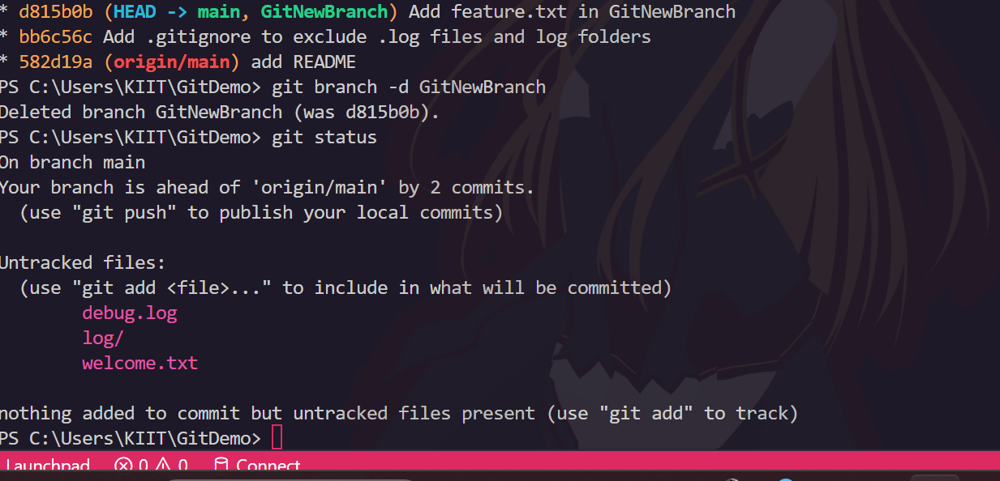 * d815b0b (HEAD -> main, GitNewBranch) Add feature.txt in GitNewBranch
* bb6c56c Add .gitignore to exclude .log files and log folders
* 582d19a (origin/main) add README
PS C:\Users\KIIT\GitDemo> git branch -d GitNewBranch
Deleted branch GitNewBranch (was d815b0b).
PS C:\Users\KIIT\GitDemo> git status
On branch main
Your branch is ahead of 'origin/main' by 2 commits.
  (use "git push" to publish your local commits)

Untracked files:
  (use "git add <file>..." to include in what will be committed)
        debug.log
        log/
        welcome.txt

nothing added to commit but untracked files present (use "git add" to track)
PS C:\Users\KIIT\GitDemo>
Launchpad 0 0 Connect